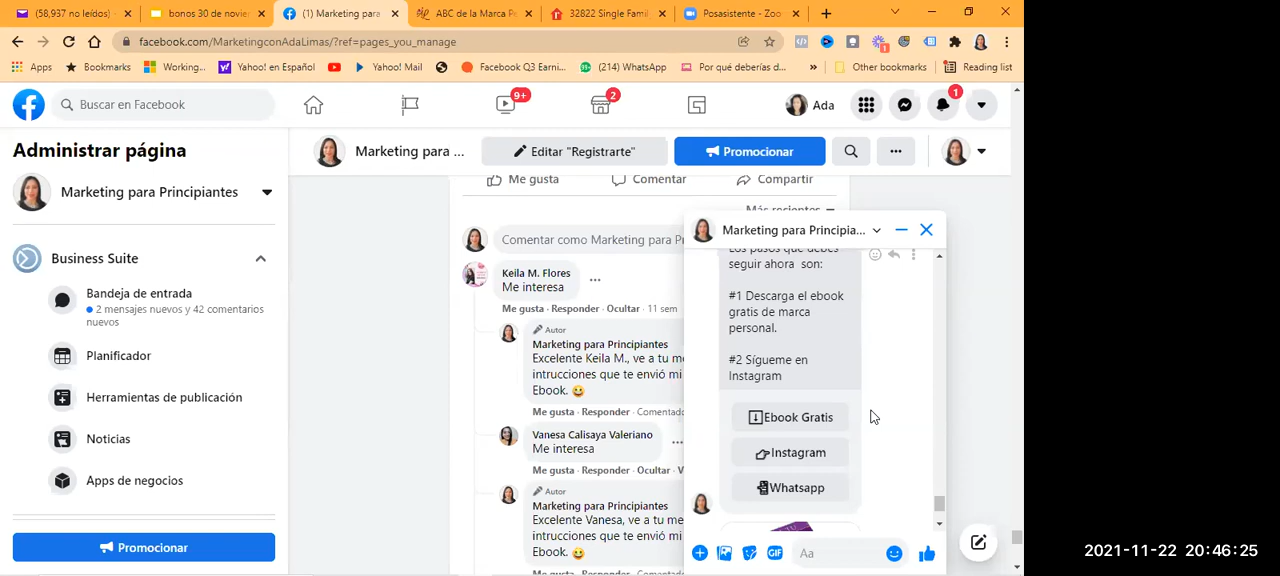 (58,937 no leídos)
bonos 30 de novie
(1) Marketing para
ABC de la Marca Pe
32822 Single Famil
Posasistente - Zoo
facebook.com/MarketingconAdaLimas/?ref=pages_you_manage
Apps
Bookmarks
Working...
Yahoo! en Español
Yahoo! Mail
Facebook Q3 Earni...
(214) WhatsApp
Por qué deberías d...
»
Other bookmarks
Reading list
Buscar en Facebook
9+
2
Ada
1
Administrar página
Marketing para Principiantes
Business Suite
Bandeja de entrada
2 mensajes nuevos y 42 comentarios
nuevos
Planificador
Herramientas de publicación
Noticias
Apps de negocios
Promocionar
Marketing para ...
Editar "Registrarte"
Promocionar
Me gusta
Comentar
Compartir
Más recientes
Comentar como Marketing para P
Keila M. Flores
Me interesa
Me gusta · Responder · Ocultar · 11 sem
Autor
Marketing para Principiantes
Excelente Keila M., ve a tu me
intrucciones que te envió mi
Ebook. 😀
Me gusta · Responder · Comentado
Vanesa Calisaya Valeriano
Me interesa
Me gusta · Responder · Ocultar · V
Autor
Marketing para Principiantes
Excelente Vanesa, ve a tu me
intrucciones que te envió mi
Ebook. 😀
Me gusta · Responder · Comentado
Marketing para Principia...
Los pasos que debes
seguir ahora son:
#1 Descarga el ebook
gratis de marca
personal.
#2 Sígueme en
Instagram
Ebook Gratis
Instagram
Whatsapp
GIF
Aa
2021-11-22 20:46:25